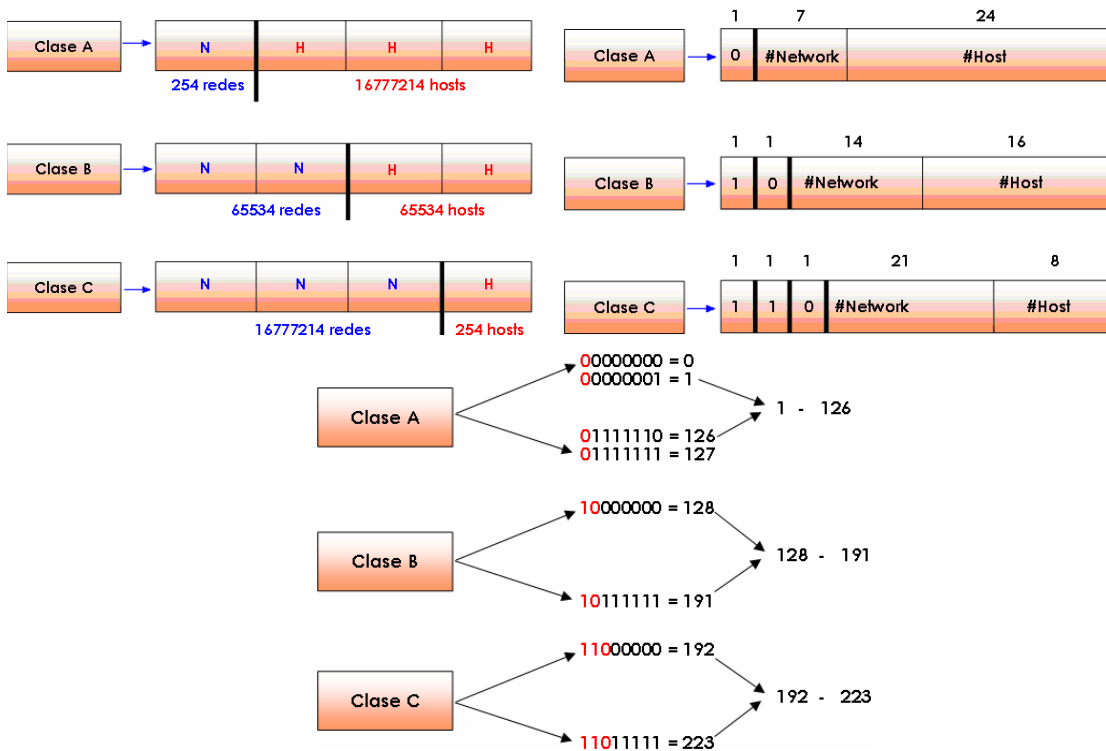 Clase A
N H H H
254 redes 16777214 hosts
Clase B
N N H H
65534 redes 65534 hosts
Clase C
N N N H
16777214 redes 254 hosts
1 7 24
Clase A
0 #Network #Host
1 1 14 16
Clase B
1 0 #Network #Host
1 1 1 21 8
Clase C
1 1 0 #Network #Host
Clase A
00000000 = 0
00000001 = 1
1 - 126
01111110 = 126
01111111 = 127
Clase B
10000000 = 128
128 - 191
10111111 = 191
Clase C
11000000 = 192
192 - 223
11011111 = 223